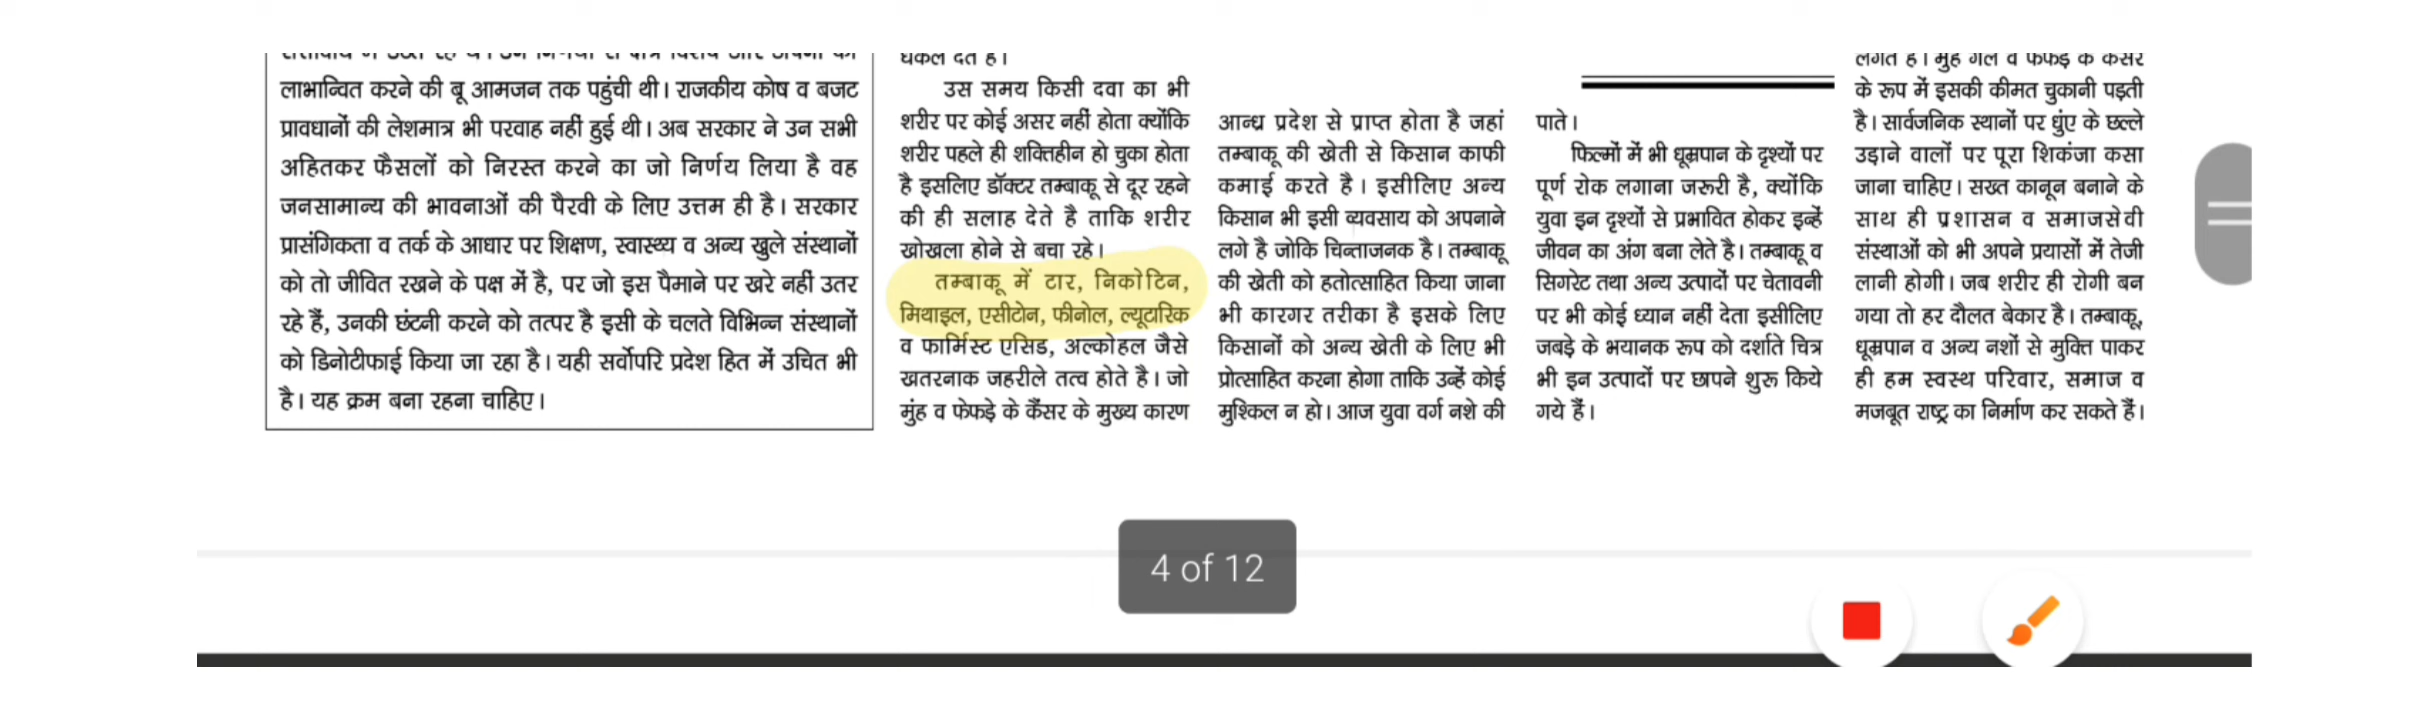 लाभान्वित करने की बू आमजन तक पहुंची थी। राजकीय कोष व बजट
प्रावधानों की लेशमात्र भी परवाह नहीं हुई थी। अब सरकार ने उन सभी
अहितकर फैसलों को निरस्त करने का जो निर्णय लिया है वह
जनसामान्य की भावनाओं की पैरवी के लिए उत्तम ही है। सरकार
प्रासंगिकता व तर्क के आधार पर शिक्षण, स्वास्थ्य व अन्य खुले संस्थानों
को तो जीवित रखने के पक्ष में है, पर जो इस पैमाने पर खरे नहीं उतर
रहे हैं, उनकी छंटनी करने को तत्पर है इसी के चलते विभिन्न संस्थानों
को डिनोटीफाई किया जा रहा है। यही सर्वोपरि प्रदेश हित में उचित भी
है। यह क्रम बना रहना चाहिए।
धकेल देते है।
उस समय किसी दवा का भी
शरीर पर कोई असर नहीं होता क्योंकि
शरीर पहले ही शक्तिहीन हो चुका होता
है इसलिए डॉक्टर तम्बाकू से दूर रहने
की ही सलाह देते है ताकि शरीर
खोखला होने से बचा रहे।
तम्बाकू में टार, निकोटिन,
मिथाइल, एसीटोन, फीनोल, ल्यूटारिक
व फार्मिस्ट एसिड, अल्कोहल जैसे
खतरनाक जहरीले तत्व होते है। जो
मुंह व फेफड़े के कैंसर के मुख्य कारण
आन्ध्र प्रदेश से प्राप्त होता है जहां
तम्बाकू की खेती से किसान काफी
कमाई करते है। इसीलिए अन्य
किसान भी इसी व्यवसाय को अपनाने
लगे है जोकि चिन्ताजनक है। तम्बाकू
की खेती को हतोत्साहित किया जाना
भी कारगर तरीका है इसके लिए
किसानों को अन्य खेती के लिए भी
प्रोत्साहित करना होगा ताकि उन्हें कोई
मुश्किल न हो। आज युवा वर्ग नशे की
पाते।
फिल्मों में भी धूम्रपान के दृश्यों पर
पूर्ण रोक लगाना जरूरी है, क्योंकि
युवा इन दृश्यों से प्रभावित होकर इन्हें
जीवन का अंग बना लेते है। तम्बाकू व
सिगरेट तथा अन्य उत्पादों पर चेतावनी
पर भी कोई ध्यान नहीं देता इसीलिए
जबड़े के भयानक रूप को दर्शाते चित्र
भी इन उत्पादों पर छापने शुरू किये
गये हैं।
लगते है। मुंह गले व फेफड़े के कैंसर
के रूप में इसकी कीमत चुकानी पड़ती
है। सार्वजनिक स्थानों पर धुंए के छल्ले
उड़ाने वालों पर पूरा शिकंजा कसा
जाना चाहिए। सख्त कानून बनाने के
साथ ही प्रशासन व समाजसेवी
संस्थाओं को भी अपने प्रयासों में तेजी
लानी होगी। जब शरीर ही रोगी बन
गया तो हर दौलत बेकार है। तम्बाकू,
धूम्रपान व अन्य नशों से मुक्ति पाकर
ही हम स्वस्थ परिवार, समाज व
मजबूत राष्ट्र का निर्माण कर सकते हैं।
4 of 12